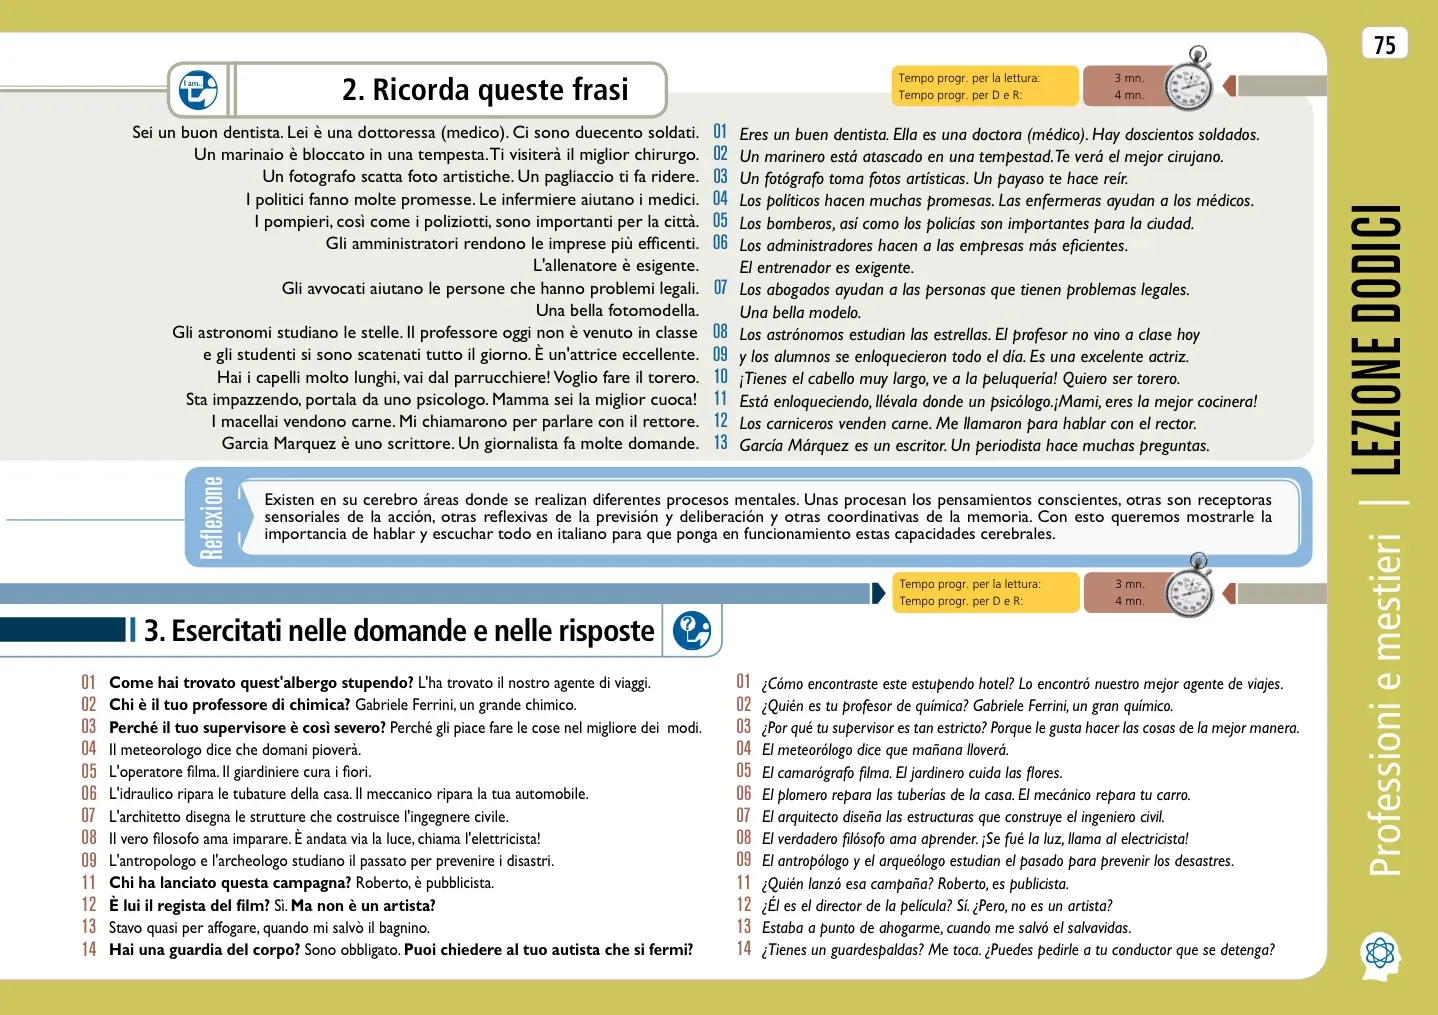 75
I am...
2. Ricorda queste frasi
Tempo progr. per la lettura: 3 mn.
Tempo progr. per D e R: 4 mn.
Sei un buon dentista. Lei è una dottoressa (medico). Ci sono duecento soldati. 01 Eres un buen dentista. Ella es una doctora (médico). Hay doscientos soldados.
Un marinaio è bloccato in una tempesta. Ti visiterà il miglior chirurgo. 02 Un marinero está atascado en una tempestad. Te verá el mejor cirujano.
Un fotografo scatta foto artistiche. Un pagliaccio ti fa ridere. 03 Un fotógrafo toma fotos artísticas. Un payaso te hace reír.
I politici fanno molte promesse. Le infermiere aiutano i medici. 04 Los políticos hacen muchas promesas. Las enfermeras ayudan a los médicos.
I pompieri, così come i poliziotti, sono importanti per la città. 05 Los bomberos, así como los policías son importantes para la ciudad.
Gli amministratori rendono le imprese più efficenti. 06 Los administradores hacen a las empresas más eficientes.
L'allenatore è esigente. El entrenador es exigente.
Gli avvocati aiutano le persone che hanno problemi legali. 07 Los abogados ayudan a las personas que tienen problemas legales.
Una bella fotomodella. Una bella modelo.
Gli astronomi studiano le stelle. Il professore oggi non è venuto in classe 08 Los astrónomos estudian las estrellas. El profesor no vino a clase hoy
e gli studenti si sono scatenati tutto il giorno. È un'attrice eccellente. 09 y los alumnos se enloquecieron todo el día. Es una excelente actriz.
Hai i capelli molto lunghi, vai dal parrucchiere! Voglio fare il torero. 10 ¡Tienes el cabello muy largo, ve a la peluquería! Quiero ser torero.
Sta impazzendo, portala da uno psicologo. Mamma sei la miglior cuoca! 11 Está enloqueciendo, llévala donde un psicólogo.¡Mami, eres la mejor cocinera!
I macellai vendono carne. Mi chiamarono per parlare con il rettore. 12 Los carniceros venden carne. Me llamaron para hablar con el rector.
Garcia Marquez è uno scrittore. Un giornalista fa molte domande. 13 García Márquez es un escritor. Un periodista hace muchas preguntas.
Reflexione
Existen en su cerebro áreas donde se realizan diferentes procesos mentales. Unas procesan los pensamientos conscientes, otras son receptoras
sensoriales de la acción, otras reflexivas de la previsión y deliberación y otras coordinativas de la memoria. Con esto queremos mostrarle la
importancia de hablar y escuchar todo en italiano para que ponga en funcionamiento estas capacidades cerebrales.
Tempo progr. per la lettura: 3 mn.
Tempo progr. per D e R: 4 mn.
3. Esercitati nelle domande e nelle risposte
01 Come hai trovato quest'albergo stupendo? L'ha trovato il nostro agente di viaggi. 01 ¿Cómo encontraste este estupendo hotel? Lo encontró nuestro mejor agente de viajes.
02 Chi è il tuo professore di chimica? Gabriele Ferrini, un grande chimico. 02 ¿Quién es tu profesor de química? Gabriele Ferrini, un gran químico.
03 Perché il tuo supervisore è così severo? Perché gli piace fare le cose nel migliore dei modi. 03 ¿Por qué tu supervisor es tan estricto? Porque le gusta hacer las cosas de la mejor manera.
04 Il meteorologo dice che domani pioverà. 04 El meteorólogo dice que mañana lloverá.
05 L'operatore filma. Il giardiniere cura i fiori. 05 El camarógrafo filma. El jardinero cuida las flores.
06 L'idraulico ripara le tubature della casa. Il meccanico ripara la tua automobile. 06 El plomero repara las tuberías de la casa. El mecánico repara tu carro.
07 L'architetto disegna le strutture che costruisce l'ingegnere civile. 07 El arquitecto diseña las estructuras que construye el ingeniero civil.
08 Il vero filosofo ama imparare. È andata via la luce, chiama l'elettricista! 08 El verdadero filósofo ama aprender. ¡Se fué la luz, llama al electricista!
09 L'antropologo e l'archeologo studiano il passato per prevenire i disastri. 09 El antropólogo y el arqueólogo estudian el pasado para prevenir los desastres.
11 Chi ha lanciato questa campagna? Roberto, è pubblicista. 11 ¿Quién lanzó esa campaña? Roberto, es publicista.
12 È lui il regista del film? Sì. Ma non è un artista? 12 ¿Él es el director de la película? Sí. ¿Pero, no es un artista?
13 Stavo quasi per affogare, quando mi salvò il bagnino. 13 Estaba a punto de ahogarme, cuando me salvó el salvavidas.
14 Hai una guardia del corpo? Sono obbligato. Puoi chiedere al tuo autista che si fermi? 14 ¿Tienes un guardespaldas? Me toca. ¿Puedes pedirle a tu conductor que se detenga?
Professioni e mestieri | LEZIONE DODICI